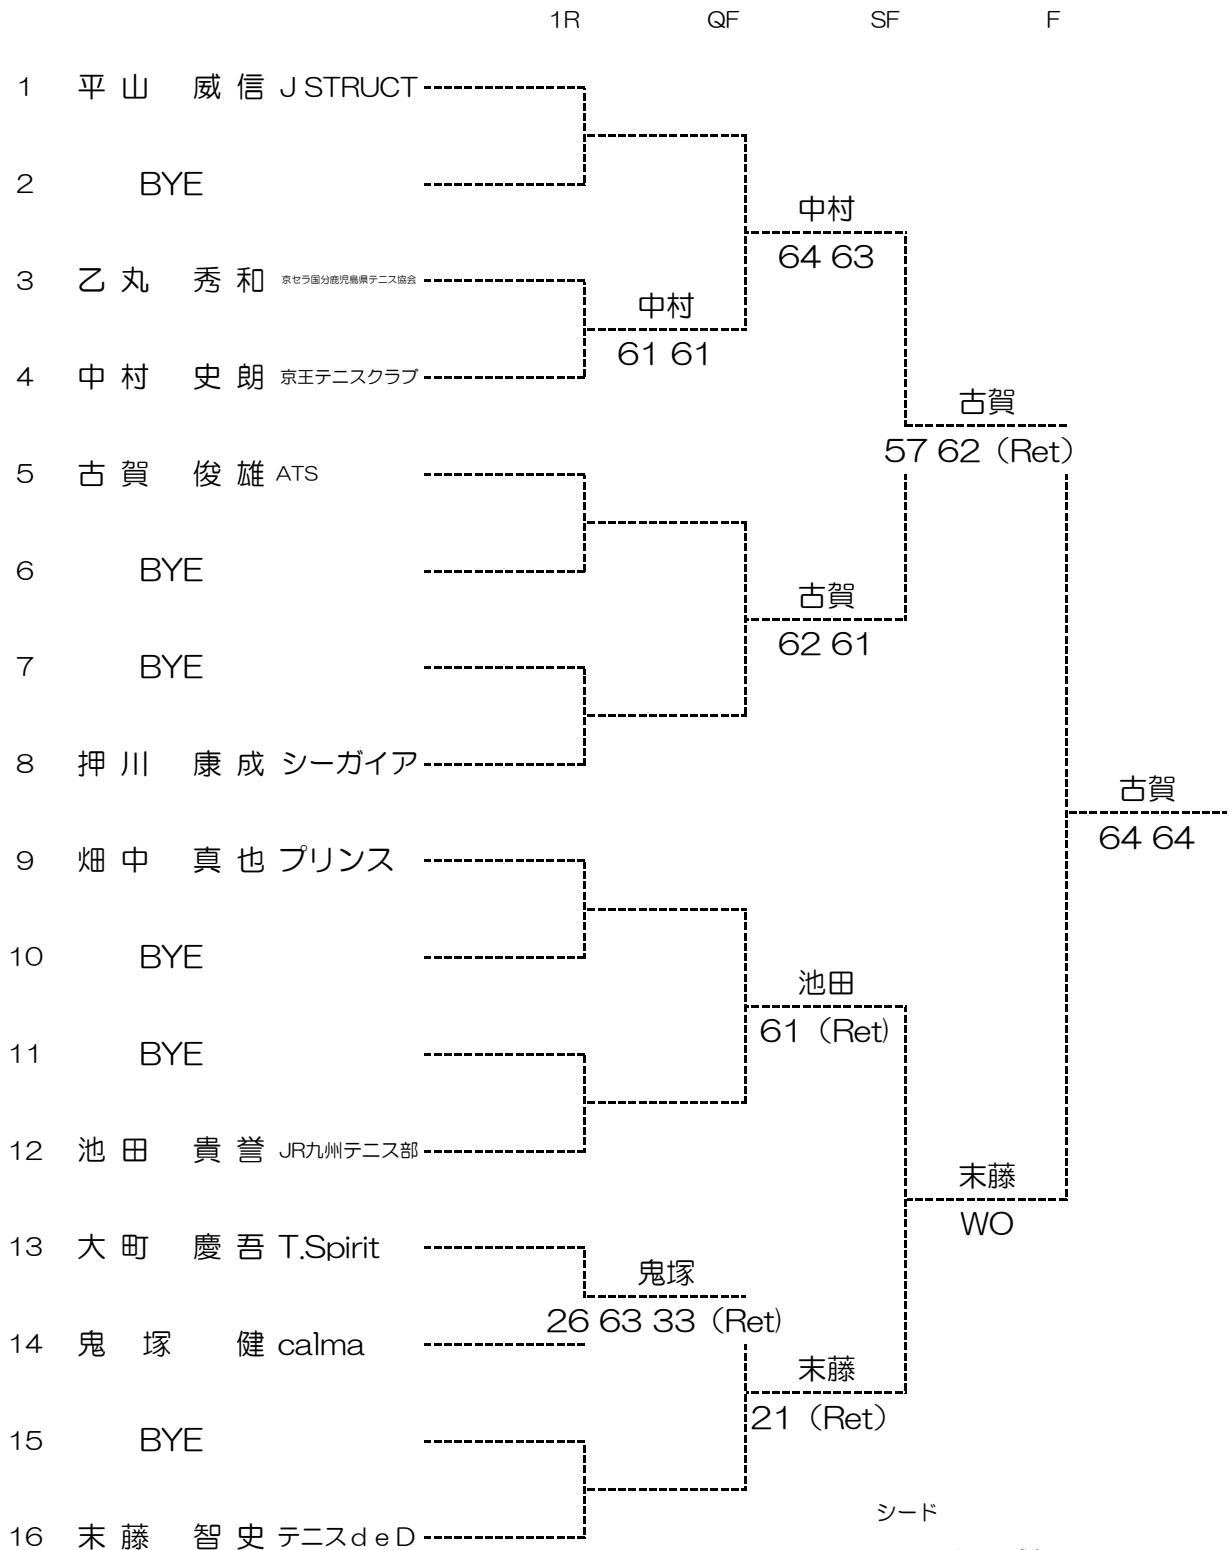 1R QF SF F
1 平山 威信 J STRUCT
2 BYE
中村
64 63
3 乙丸 秀和 京セラ国分鹿児島県テニス協会
中村
61 61
4 中村 史朗 京王テニスクラブ
古賀
57 62（Ret）
5 古賀 俊雄 ATS
6 BYE
古賀
62 61
7 BYE
8 押川 康成 シーガイア
古賀
64 64
9 畑中 真也 プリンス
10 BYE
池田
61（Ret）
11 BYE
12 池田 貴誉 JR九州テニス部
末藤
WO
13 大町 慶吾 T.Spirit
鬼塚
26 63 33（Ret）
14 鬼塚 健 calma
末藤
21（Ret）
15 BYE
シード
16 末藤 智史 テニスｄｅＤ